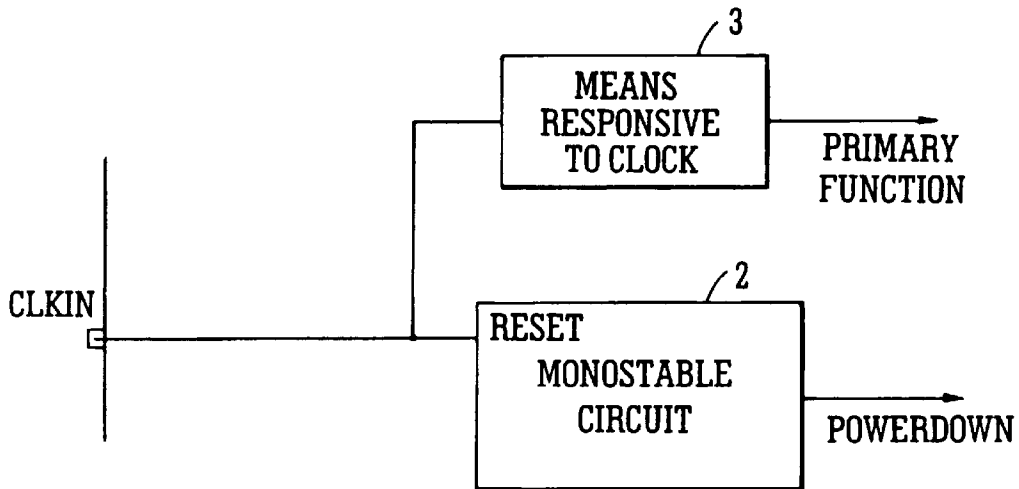 3
MEANS
RESPONSIVE
TO CLOCK
PRIMARY
FUNCTION
CLKIN
2
RESET
MONOSTABLE
CIRCUIT
POWERDOWN